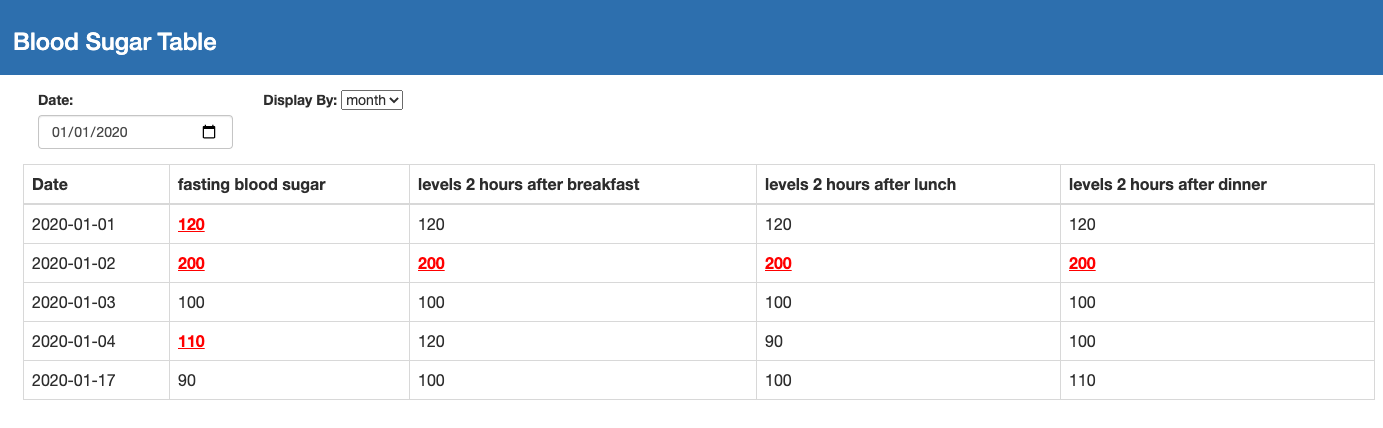 Blood Sugar Table
Date: Display By: month
01/01/2020
Date fasting blood sugar levels 2 hours after breakfast levels 2 hours after lunch levels 2 hours after dinner
2020-01-01 120 120 120 120
2020-01-02 200 200 200 200
2020-01-03 100 100 100 100
2020-01-04 110 120 90 100
2020-01-17 90 100 100 110